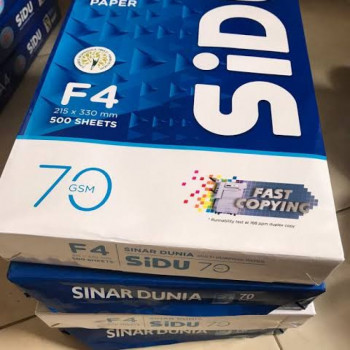 PAPER
SiDU
F4
215 x 330 mm
500 SHEETS
70
GSM
FAST
COPYING
F4
SINAR DUNIA
SiDU 70
SINAR DUNIA 70
F4 SiDU 70
SINAR DUNIA